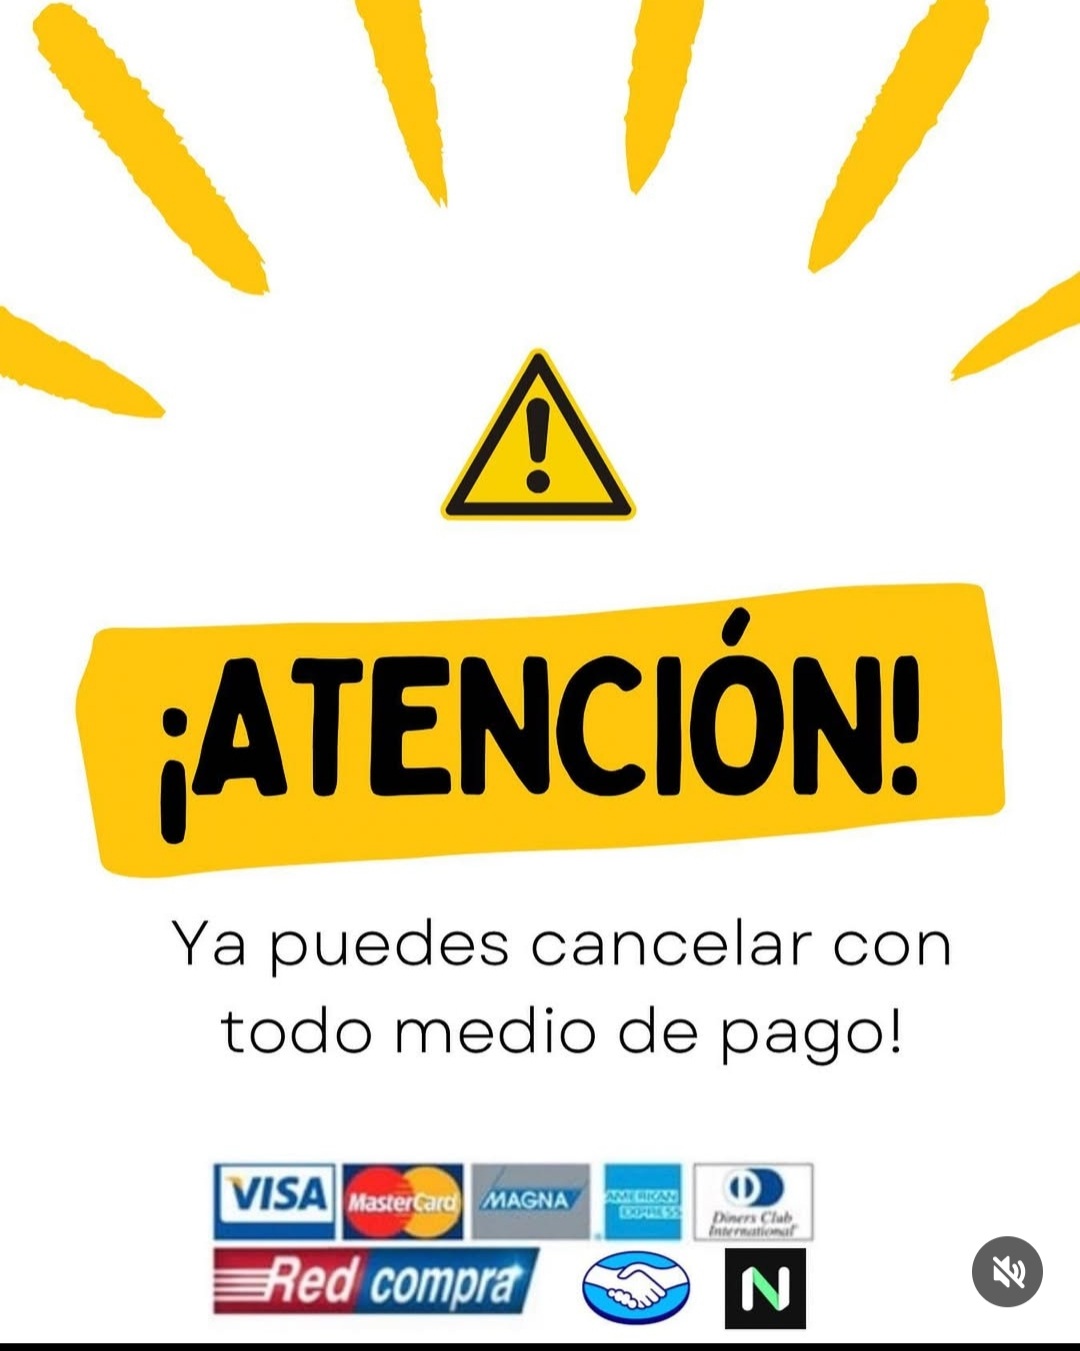 ¡ATENCIÓN!
Ya puedes cancelar con
todo medio de pago!
VISA MasterCard MAGNA AMERICAN EXPRESS Diners Club International
Red compra N